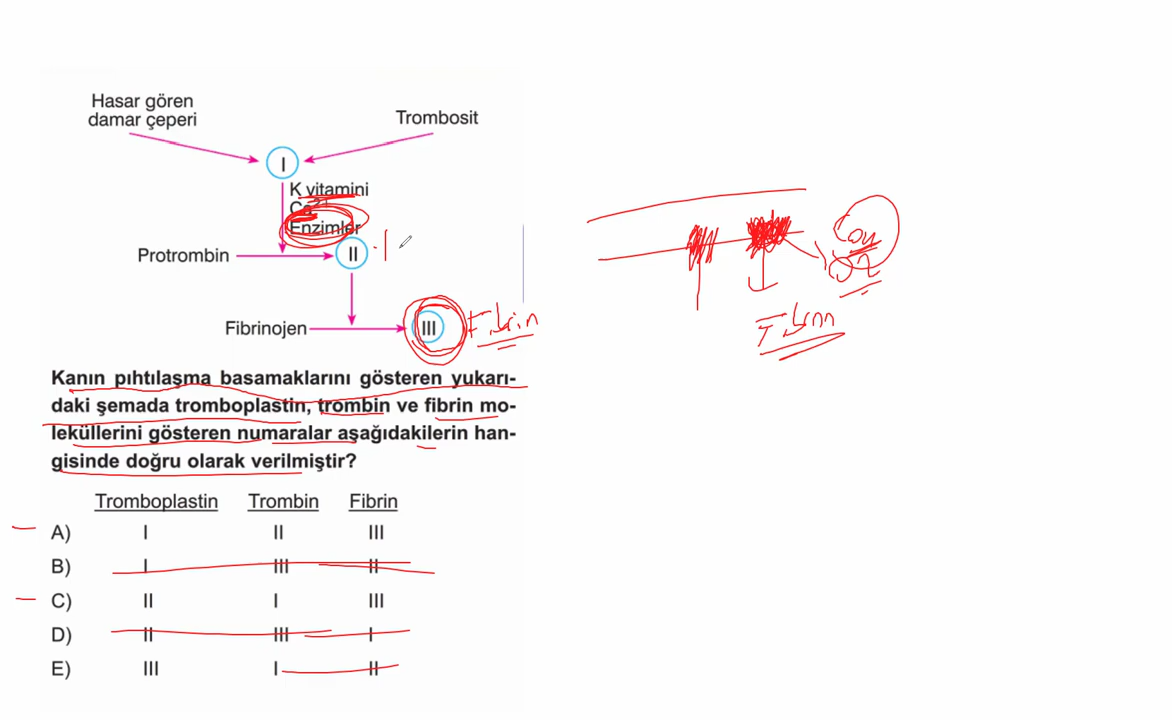 Hasar gören
damar çeperi
Trombosit
I
K vitamini
Ca²⁺
Enzimler
Protrombin
II
Fibrinojen
III
Fibrin
Fibrin
Kanın pıhtılaşma basamaklarını gösteren yukarı-
daki şemada tromboplastin, trombin ve fibrin mo-
leküllerini gösteren numaralar aşağıdakilerin han-
gisinde doğru olarak verilmiştir?
Tromboplastin Trombin Fibrin
A) I II III
B) I III II
C) II I III
D) II III I
E) III I II